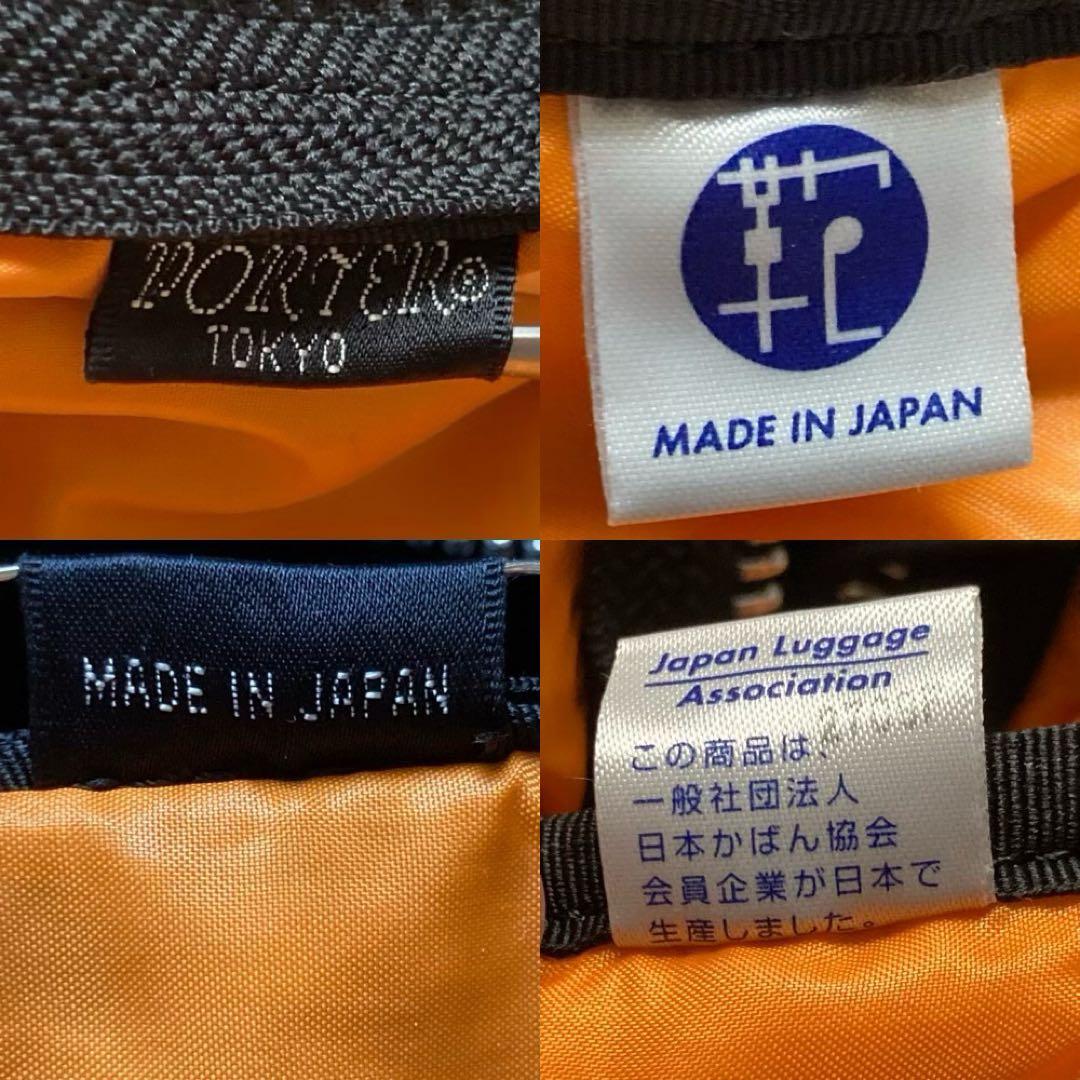 PORTER®
TOKYO
鞄
MADE IN JAPAN
MADE IN JAPAN
Japan Luggage
Association
この商品は、
一般社団法人
日本かばん協会
会員企業が日本で
生産しました。